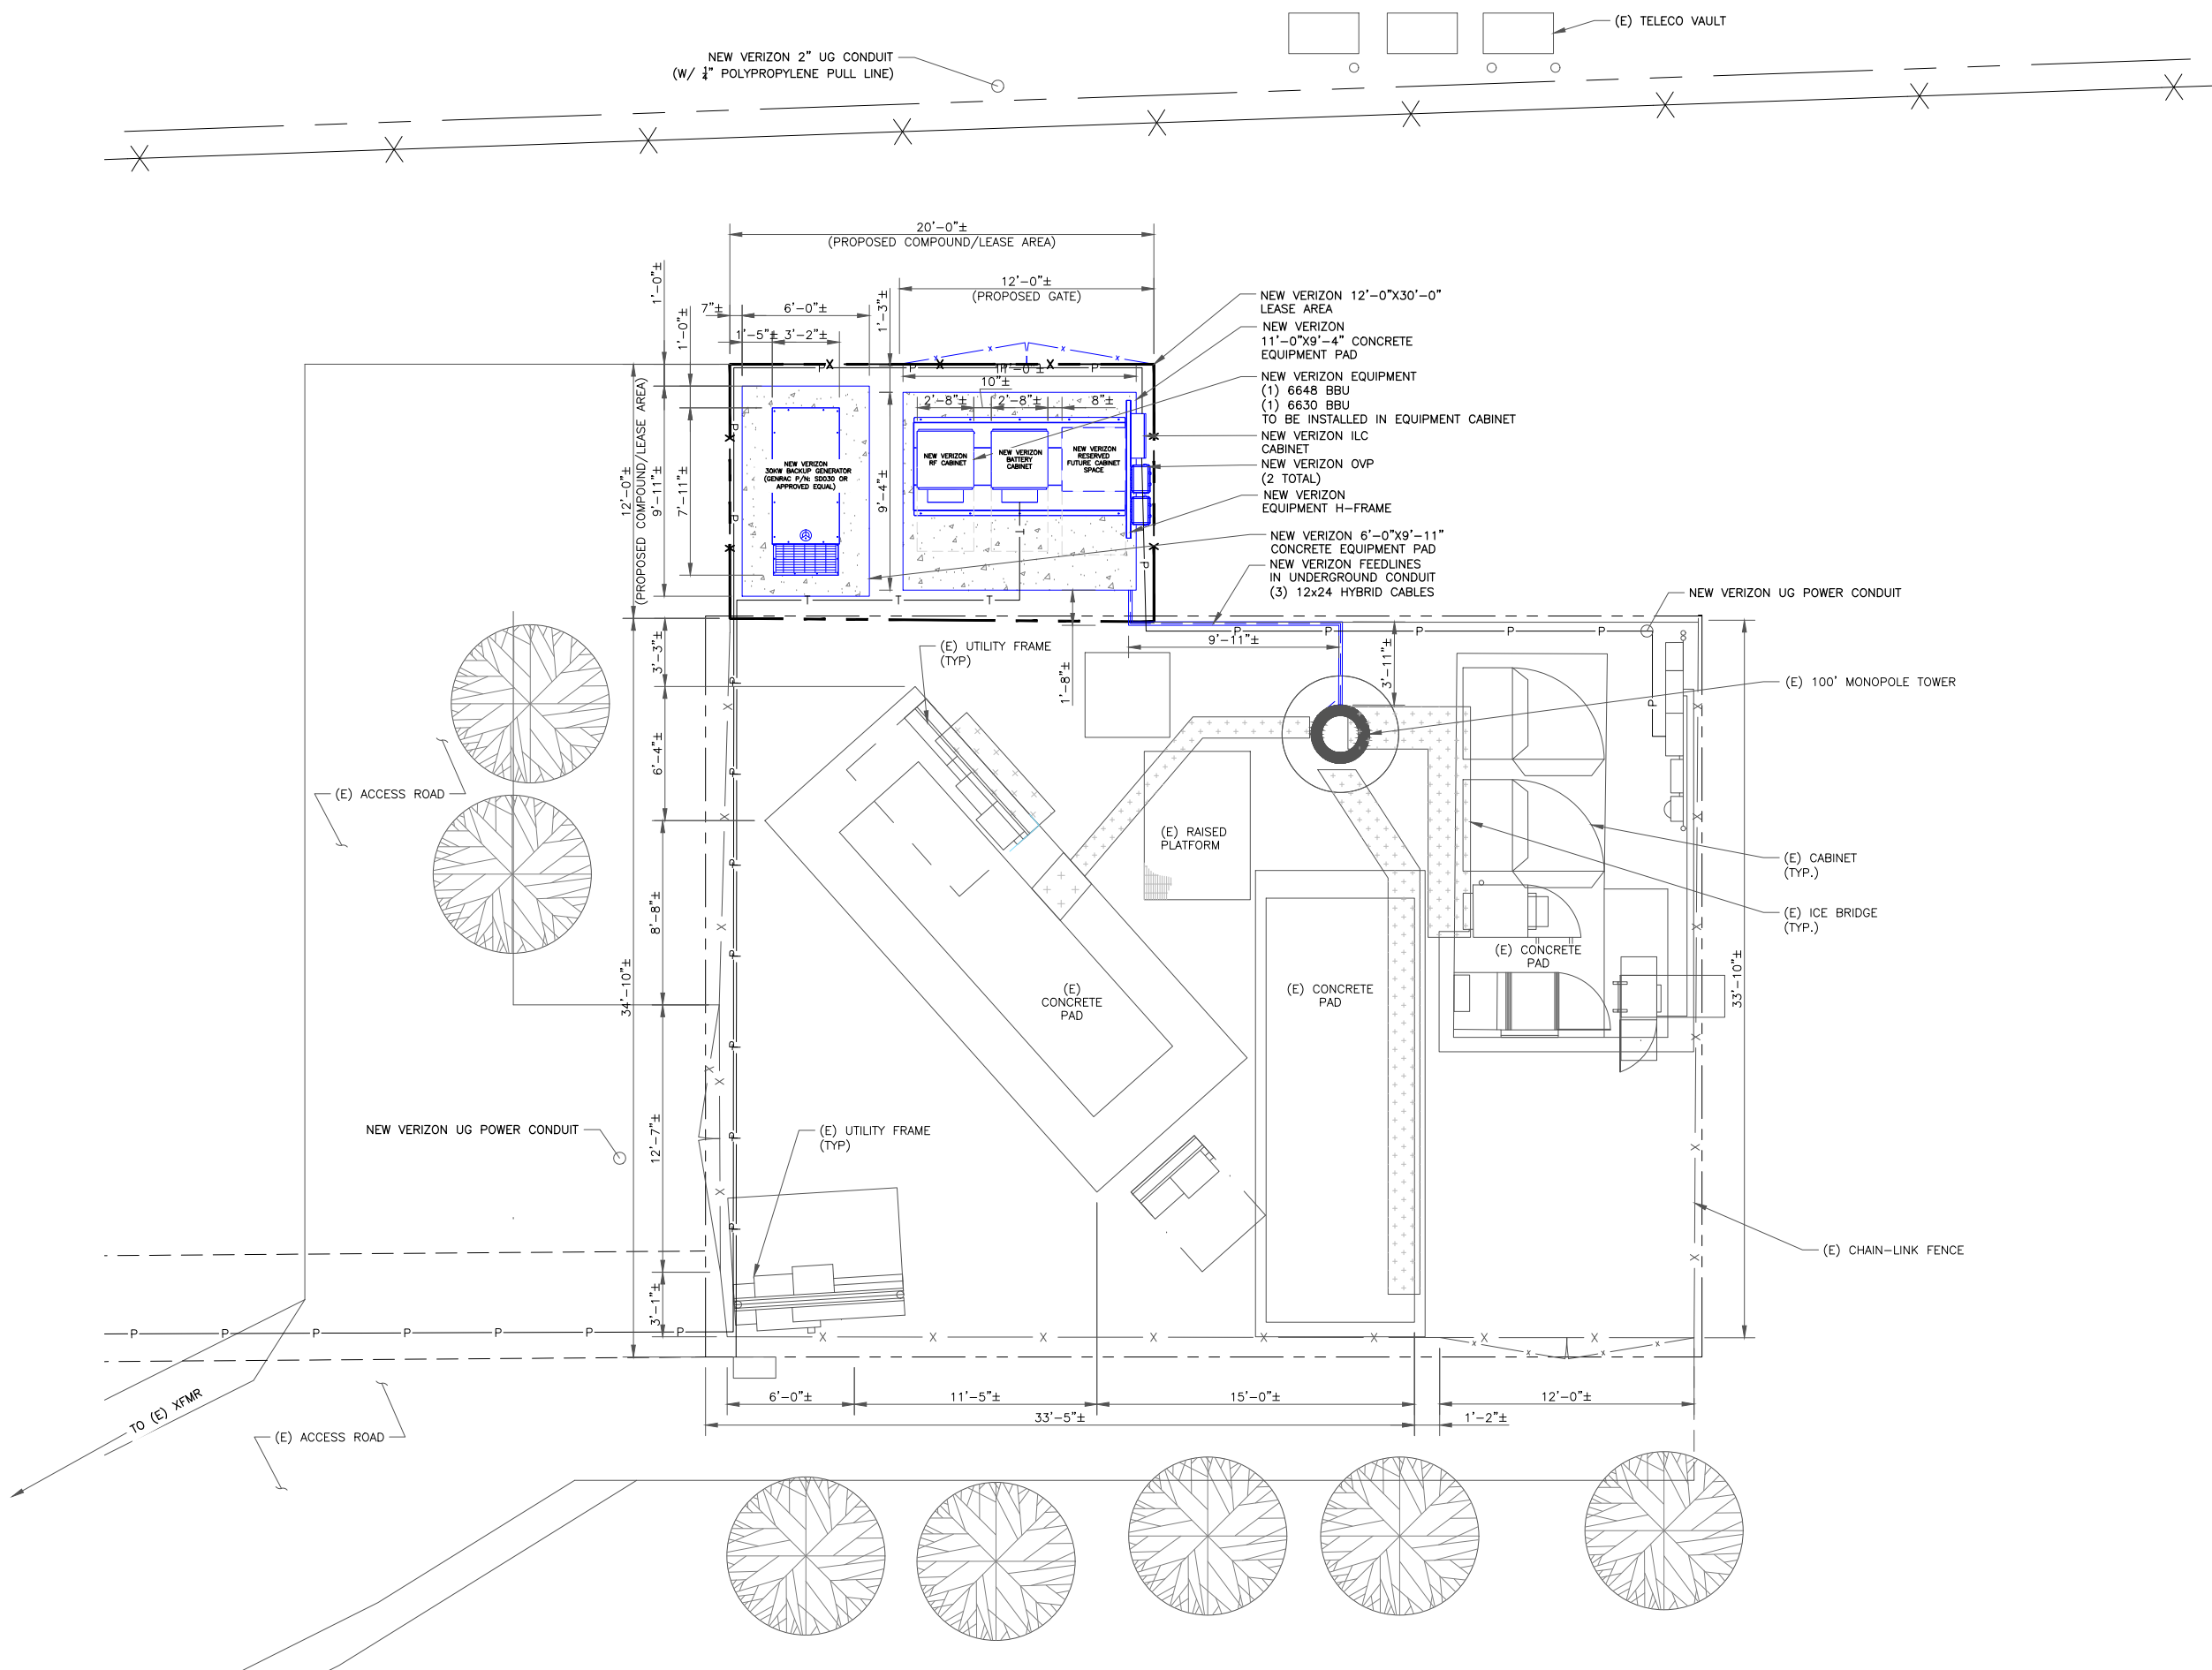 (E) TELECO VAULT
NEW VERIZON 2" UG CONDUIT
(W/ ¼" POLYPROPYLENE PULL LINE)
20'-0"±
(PROPOSED COMPOUND/LEASE AREA)
12'-0"±
(PROPOSED GATE)
1'-0"±
7"±
6'-0"±
1'-3"±
1'-0"±
1'-5"±
3'-2"±
11'-0"±
10"±
2'-8"±
2'-8"±
8"±
NEW VERIZON 12'-0"X30'-0"
LEASE AREA
NEW VERIZON
11'-0"X9'-4" CONCRETE
EQUIPMENT PAD
NEW VERIZON EQUIPMENT
(1) 6648 BBU
(1) 6630 BBU
TO BE INSTALLED IN EQUIPMENT CABINET
NEW VERIZON ILC
CABINET
NEW VERIZON OVP
(2 TOTAL)
NEW VERIZON
EQUIPMENT H-FRAME
NEW VERIZON 6'-0"X9'-11"
CONCRETE EQUIPMENT PAD
NEW VERIZON FEEDLINES
IN UNDERGROUND CONDUIT
(3) 12x24 HYBRID CABLES
NEW VERIZON
30KW BACKUP GENERATOR
(GENRAC P/N: SD030 OR
APPROVED EQUAL)
NEW VERIZON
RF CABINET
NEW VERIZON
BATTERY
CABINET
NEW VERIZON
RESERVED
FUTURE CABINET
SPACE
12'-0"±
(PROPOSED COMPOUND/LEASE AREA)
9'-11"±
7'-11"±
9'-4"±
NEW VERIZON UG POWER CONDUIT
9'-11"±
1'-8"±
3'-11"±
3'-3"±
6'-4"±
8'-8"±
34'-10"±
12'-7"±
3'-1"±
33'-10"±
(E) UTILITY FRAME
(TYP)
(E) 100' MONOPOLE TOWER
(E) ACCESS ROAD
(E) RAISED
PLATFORM
(E) CABINET
(TYP.)
(E) ICE BRIDGE
(TYP.)
(E) CONCRETE
PAD
(E)
CONCRETE
PAD
(E) CONCRETE
PAD
NEW VERIZON UG POWER CONDUIT
(E) UTILITY FRAME
(TYP)
(E) CHAIN-LINK FENCE
6'-0"±
11'-5"±
15'-0"±
12'-0"±
33'-5"±
1'-2"±
TO (E) XFMR
(E) ACCESS ROAD